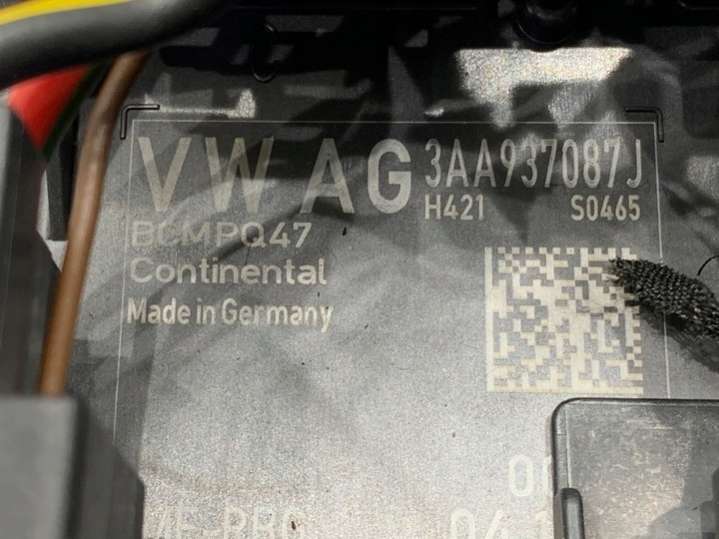 VW AG 3AA937087J
H421 S0465
BCMPQ47
Continental
Made in Germany